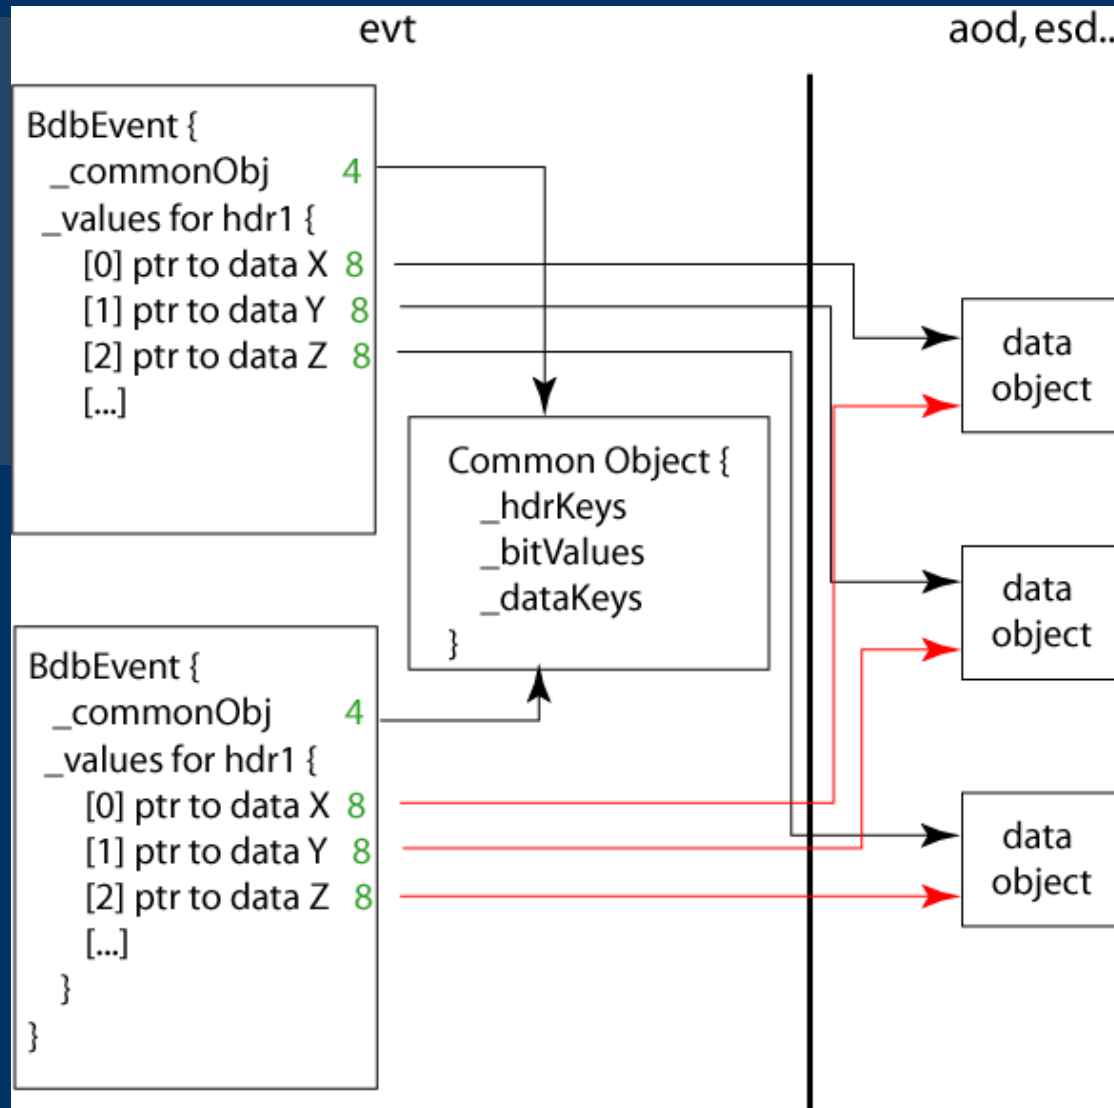 evt
aod, esd..
BdbEvent {
_commonObj 4
_values for hdr1 {
[0] ptr to data X 8
[1] ptr to data Y 8
[2] ptr to data Z 8
[...]
Common Object {
_hdrKeys
_bitValues
_dataKeys
}
BdbEvent {
_commonObj 4
_values for hdr1 {
[0] ptr to data X 8
[1] ptr to data Y 8
[2] ptr to data Z 8
[...]
}
}
data
object
data
object
data
object